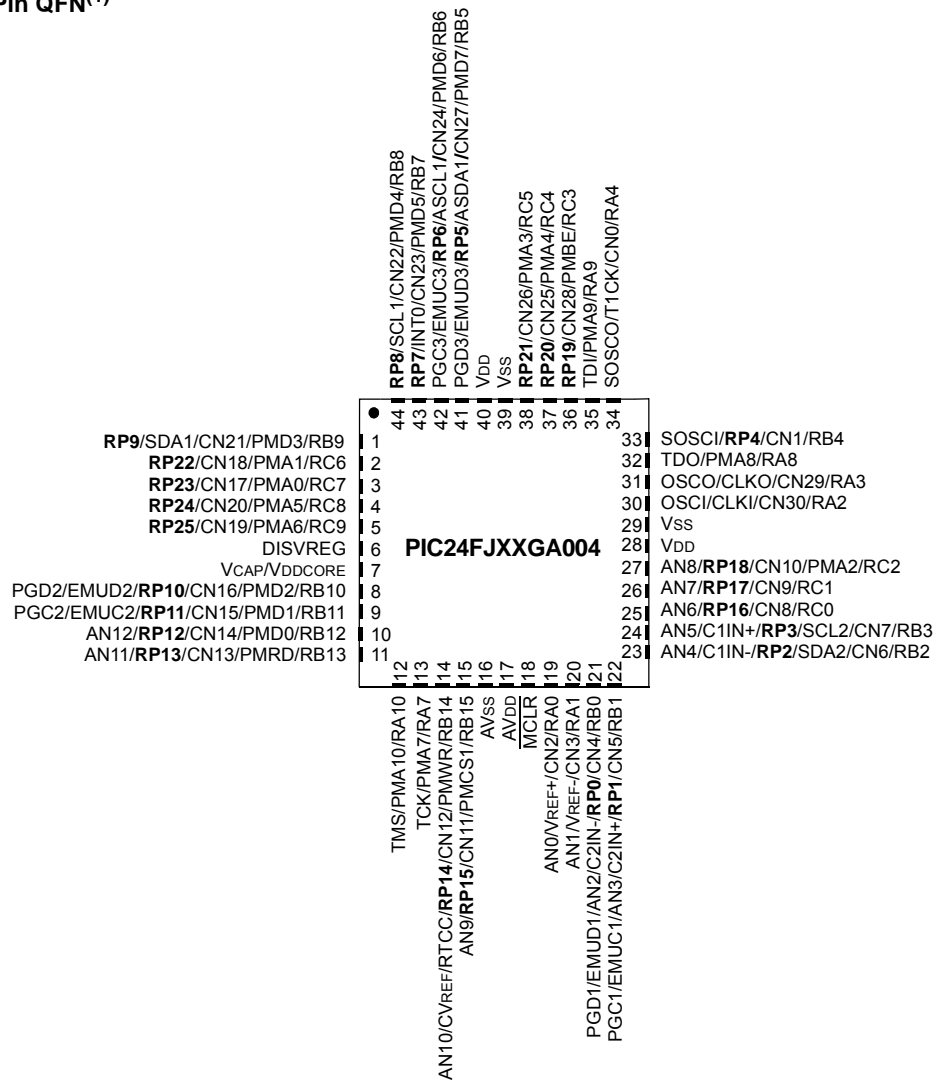 Pin QFN(1)
RP8/SCL1/CN22/PMD4/RB8
RP7/INT0/CN23/PMD5/RB7
PGC3/EMUC3/RP6/ASCL1/CN24/PMD6/RB6
PGD3/EMUD3/RP5/ASDA1/CN27/PMD7/RB5
VDD
VSS
RP21/CN26/PMA3/RC5
RP20/CN25/PMA4/RC4
RP19/CN28/PMBE/RC3
TDI/PMA9/RA9
SOSCO/T1CK/CN0/RA4
44
43
42
41
40
39
38
37
36
35
34
RP9/SDA1/CN21/PMD3/RB9 1
RP22/CN18/PMA1/RC6 2
RP23/CN17/PMA0/RC7 3
RP24/CN20/PMA5/RC8 4
RP25/CN19/PMA6/RC9 5
DISVREG 6
VCAP/VDDCORE 7
PGD2/EMUD2/RP10/CN16/PMD2/RB10 8
PGC2/EMUC2/RP11/CN15/PMD1/RB11 9
AN12/RP12/CN14/PMD0/RB12 10
AN11/RP13/CN13/PMRD/RB13 11
PIC24FJXXGA004
33 SOSCI/RP4/CN1/RB4
32 TDO/PMA8/RA8
31 OSCO/CLKO/CN29/RA3
30 OSCI/CLKI/CN30/RA2
29 VSS
28 VDD
27 AN8/RP18/CN10/PMA2/RC2
26 AN7/RP17/CN9/RC1
25 AN6/RP16/CN8/RC0
24 AN5/C1IN+/RP3/SCL2/CN7/RB3
23 AN4/C1IN-/RP2/SDA2/CN6/RB2
12
13
14
15
16
17
18
19
20
21
22
TMS/PMA10/RA10
TCK/PMA7/RA7
AN10/CVREF/RTCC/RP14/CN12/PMWR/RB14
AN9/RP15/CN11/PMCS1/RB15
AVSS
AVDD
MCLR
AN0/VREF+/CN2/RA0
AN1/VREF-/CN3/RA1
PGD1/EMUD1/AN2/C2IN-/RP0/CN4/RB0
PGC1/EMUC1/AN3/C2IN+/RP1/CN5/RB1